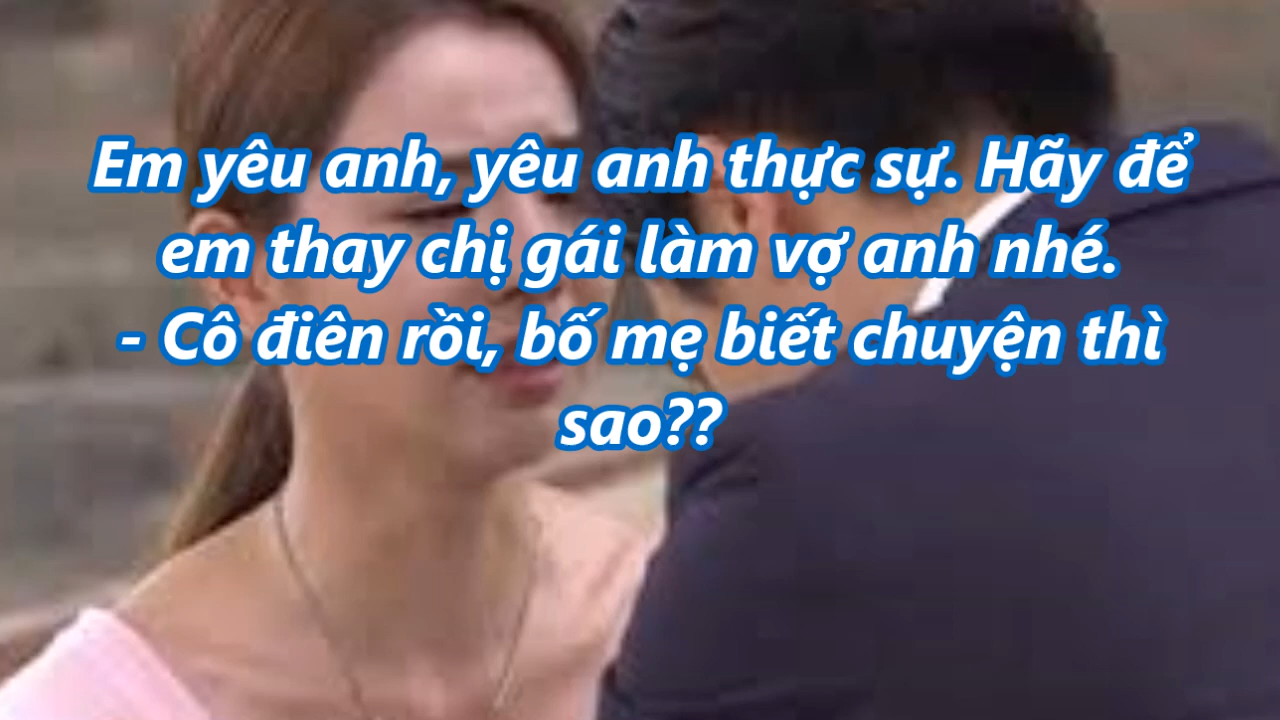 Em yêu anh, yêu anh thực sự. Hãy để
em thay chị gái làm vợ anh nhé.
- Cô điên rồi, bố mẹ biết chuyện thì
sao??